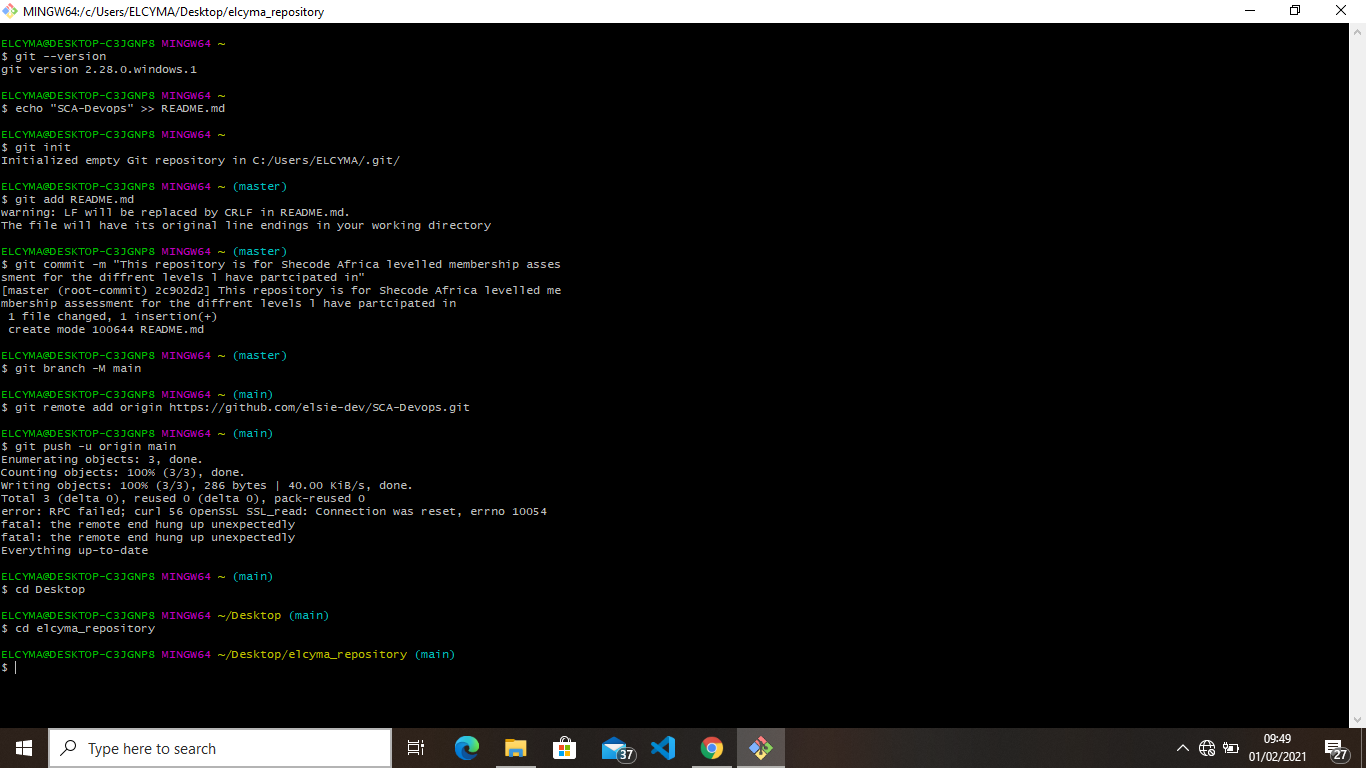 MINGW64:/c/Users/ELCYMA/Desktop/elcyma_repository
ELCYMA@DESKTOP-C3JGNP8 MINGW64 ~
$ git --version
git version 2.28.0.windows.1
ELCYMA@DESKTOP-C3JGNP8 MINGW64 ~
$ echo "SCA-Devops" >> README.md
ELCYMA@DESKTOP-C3JGNP8 MINGW64 ~
$ git init
Initialized empty Git repository in C:/Users/ELCYMA/.git/
ELCYMA@DESKTOP-C3JGNP8 MINGW64 ~ (master)
$ git add README.md
warning: LF will be replaced by CRLF in README.md.
The file will have its original line endings in your working directory
ELCYMA@DESKTOP-C3JGNP8 MINGW64 ~ (master)
$ git commit -m "This repository is for Shecode Africa levelled membership asses
sment for the diffrent levels l have partcipated in"
[master (root-commit) 2c902d2] This repository is for Shecode Africa levelled me
mbership assessment for the diffrent levels l have partcipated in
1 file changed, 1 insertion(+)
create mode 100644 README.md
ELCYMA@DESKTOP-C3JGNP8 MINGW64 ~ (master)
$ git branch -M main
ELCYMA@DESKTOP-C3JGNP8 MINGW64 ~ (main)
$ git remote add origin https://github.com/elsie-dev/SCA-Devops.git
ELCYMA@DESKTOP-C3JGNP8 MINGW64 ~ (main)
$ git push -u origin main
Enumerating objects: 3, done.
Counting objects: 100% (3/3), done.
Writing objects: 100% (3/3), 286 bytes | 40.00 KiB/s, done.
Total 3 (delta 0), reused 0 (delta 0), pack-reused 0
error: RPC failed; curl 56 OpenSSL SSL_read: Connection was reset, errno 10054
fatal: the remote end hung up unexpectedly
fatal: the remote end hung up unexpectedly
Everything up-to-date
ELCYMA@DESKTOP-C3JGNP8 MINGW64 ~ (main)
$ cd Desktop
ELCYMA@DESKTOP-C3JGNP8 MINGW64 ~/Desktop (main)
$ cd elcyma_repository
ELCYMA@DESKTOP-C3JGNP8 MINGW64 ~/Desktop/elcyma_repository (main)
$
Type here to search
37
09:49
01/02/2021
27